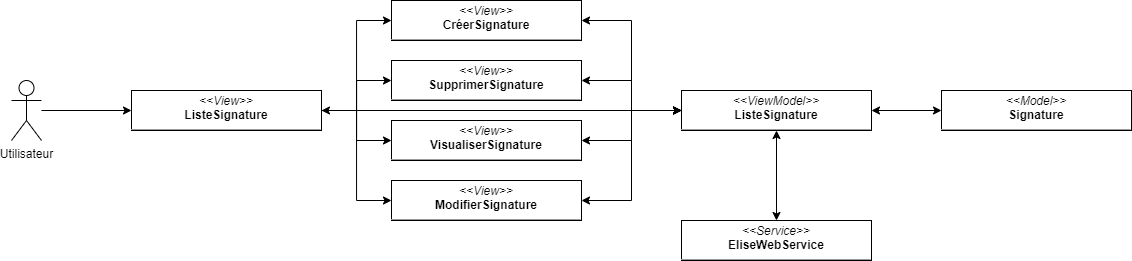 <<View>>
CréerSignature
<<View>>
SupprimerSignature
Utilisateur
<<View>>
ListeSignature
<<ViewModel>>
ListeSignature
<<Model>>
Signature
<<View>>
VisualiserSignature
<<View>>
ModifierSignature
<<Service>>
EliseWebService